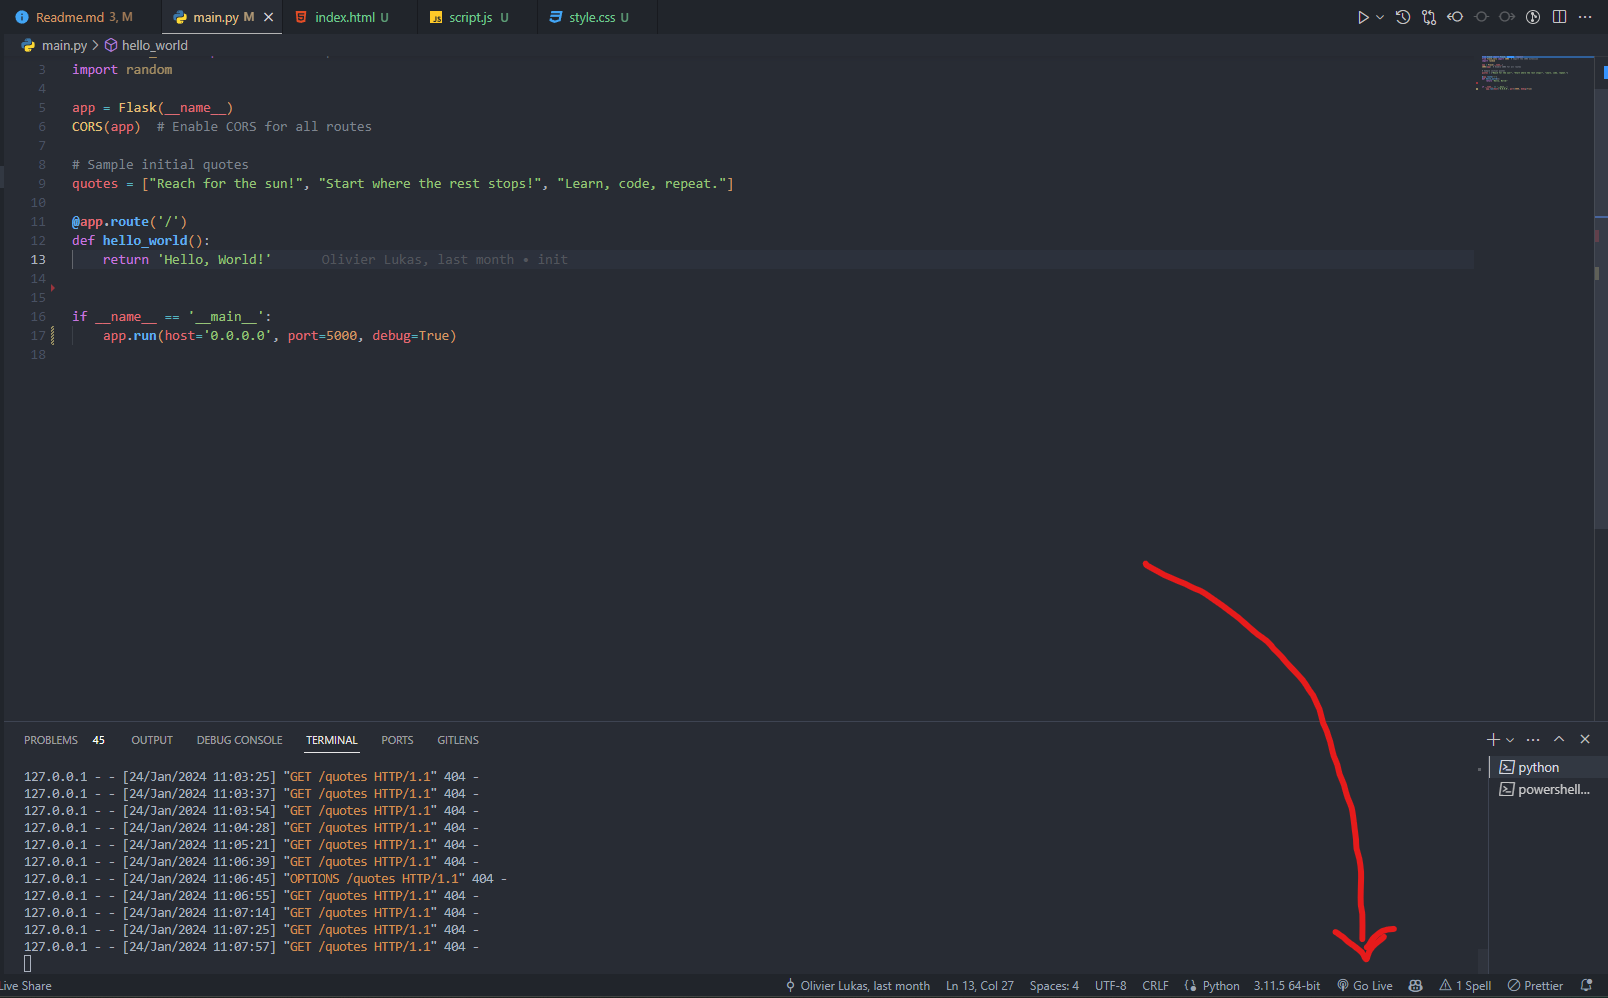 Readme.md 3, M main.py M index.html U script.js U style.css U
main.py > hello_world
3 import random
4
5 app = Flask(__name__)
6 CORS(app)  # Enable CORS for all routes
7
8 # Sample initial quotes
9 quotes = ["Reach for the sun!", "Start where the rest stops!", "Learn, code, repeat."]
10
11 @app.route('/')
12 def hello_world():
13     return 'Hello, World!' Olivier Lukas, last month • init
14
15
16 if __name__ == '__main__':
17     app.run(host='0.0.0.0', port=5000, debug=True)
18
PROBLEMS 45 OUTPUT DEBUG CONSOLE TERMINAL PORTS GITLENS
127.0.0.1 - - [24/Jan/2024 11:03:25] "GET /quotes HTTP/1.1" 404 -
127.0.0.1 - - [24/Jan/2024 11:03:37] "GET /quotes HTTP/1.1" 404 -
127.0.0.1 - - [24/Jan/2024 11:03:54] "GET /quotes HTTP/1.1" 404 -
127.0.0.1 - - [24/Jan/2024 11:04:28] "GET /quotes HTTP/1.1" 404 -
127.0.0.1 - - [24/Jan/2024 11:05:21] "GET /quotes HTTP/1.1" 404 -
127.0.0.1 - - [24/Jan/2024 11:06:39] "GET /quotes HTTP/1.1" 404 -
127.0.0.1 - - [24/Jan/2024 11:06:45] "OPTIONS /quotes HTTP/1.1" 404 -
127.0.0.1 - - [24/Jan/2024 11:06:55] "GET /quotes HTTP/1.1" 404 -
127.0.0.1 - - [24/Jan/2024 11:07:14] "GET /quotes HTTP/1.1" 404 -
127.0.0.1 - - [24/Jan/2024 11:07:25] "GET /quotes HTTP/1.1" 404 -
127.0.0.1 - - [24/Jan/2024 11:07:57] "GET /quotes HTTP/1.1" 404 -
python
powershell...
Live Share Olivier Lukas, last month Ln 13, Col 27 Spaces: 4 UTF-8 CRLF Python 3.11.5 64-bit Go Live 1 Spell Prettier